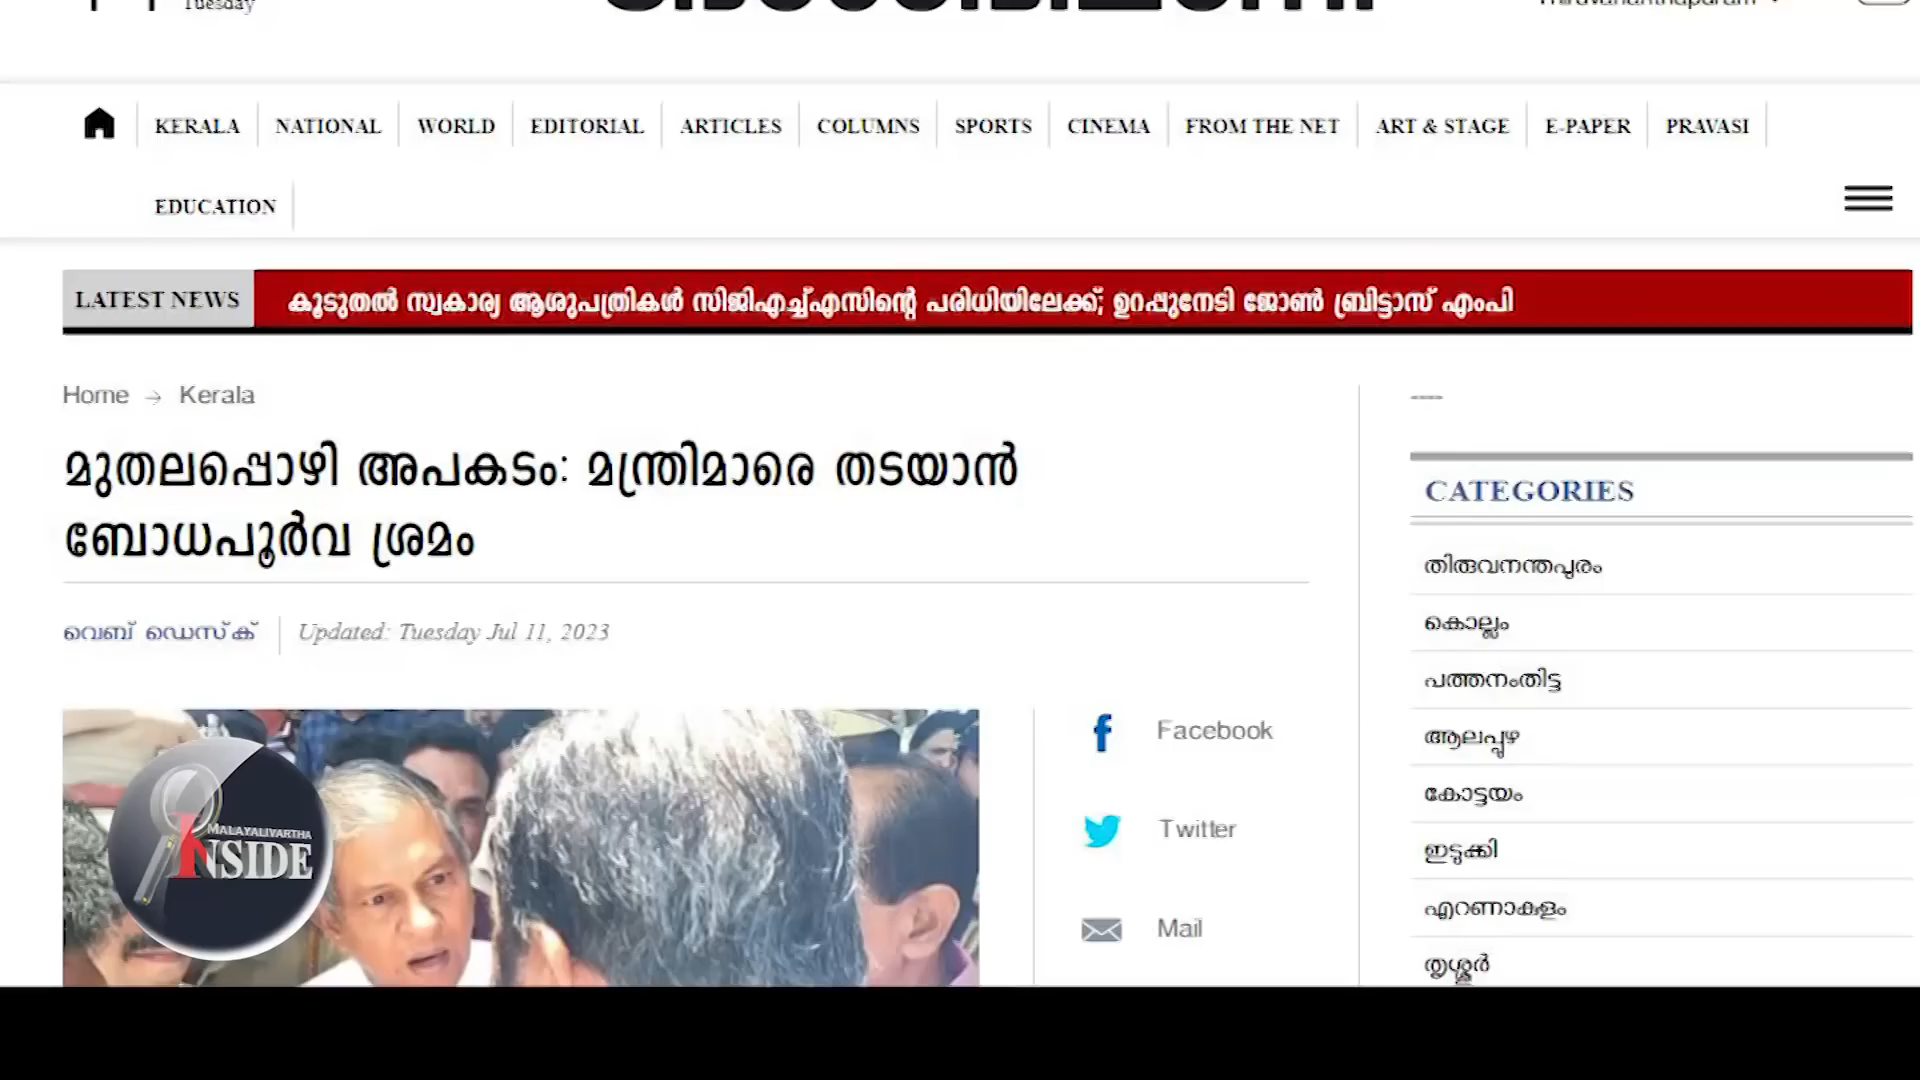 Tuesday
Thiruvananthapuram
KERALA NATIONAL WORLD EDITORIAL ARTICLES COLUMNS SPORTS CINEMA FROM THE NET ART & STAGE E-PAPER PRAVASI
EDUCATION
LATEST NEWS കൂടുതൽ സ്വകാര്യ ആശുപത്രികൾ സിജിഎച്ച്എസിന്റെ പരിധിയിലേക്ക്; ഉറപ്പുനേടി ജോൺ ബ്രിട്ടാസ് എംപി
Home → Kerala
മുതലപ്പൊഴി അപകടം: മന്ത്രിമാരെ തടയാൻ
ബോധപൂർവ ശ്രമം
വെബ് ഡെസ്ക് Updated: Tuesday Jul 11, 2023
MALAYALIVARTHA
INSIDE
Facebook
Twitter
Mail
----
CATEGORIES
തിരുവനന്തപുരം
കൊല്ലം
പത്തനംതിട്ട
ആലപ്പുഴ
കോട്ടയം
ഇടുക്കി
എറണാകുളം
തൃശ്ശൂർ